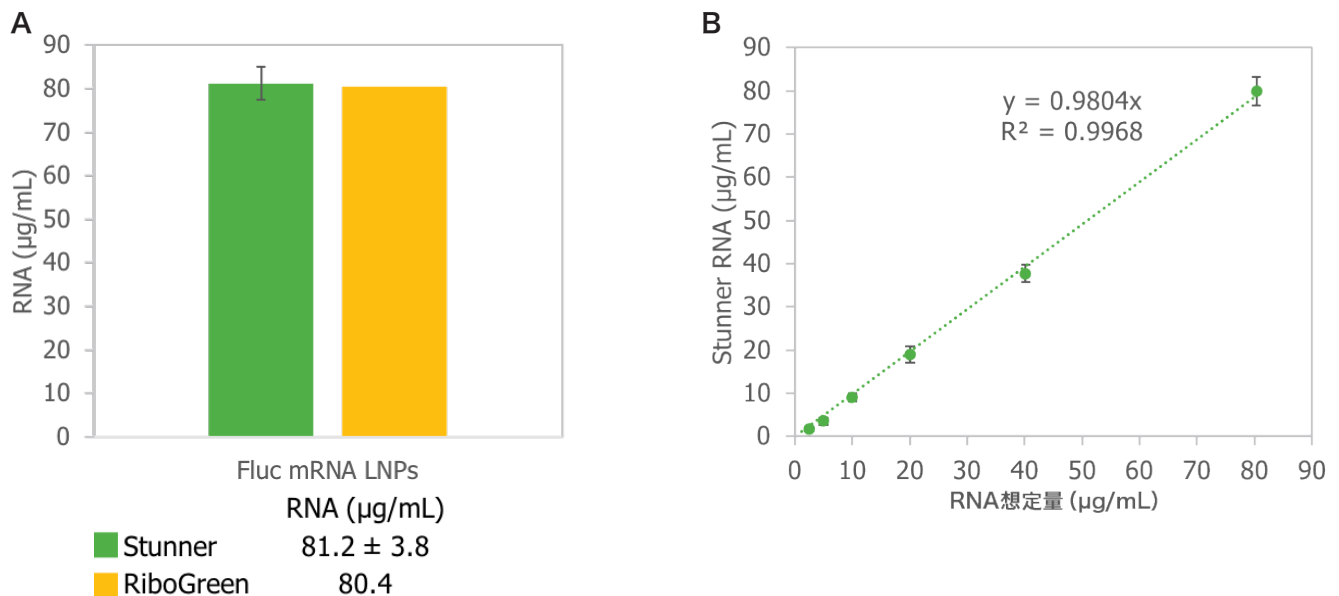 A
RNA (µg/mL)
90
80
70
60
50
40
30
20
10
0
Fluc mRNA LNPs
RNA (µg/mL)
Stunner 81.2 ± 3.8
RiboGreen 80.4
B
Stunner RNA (µg/mL)
90
80
70
60
50
40
30
20
10
0
y = 0.9804x
R² = 0.9968
0 10 20 30 40 50 60 70 80 90
RNA想定量 (µg/mL)